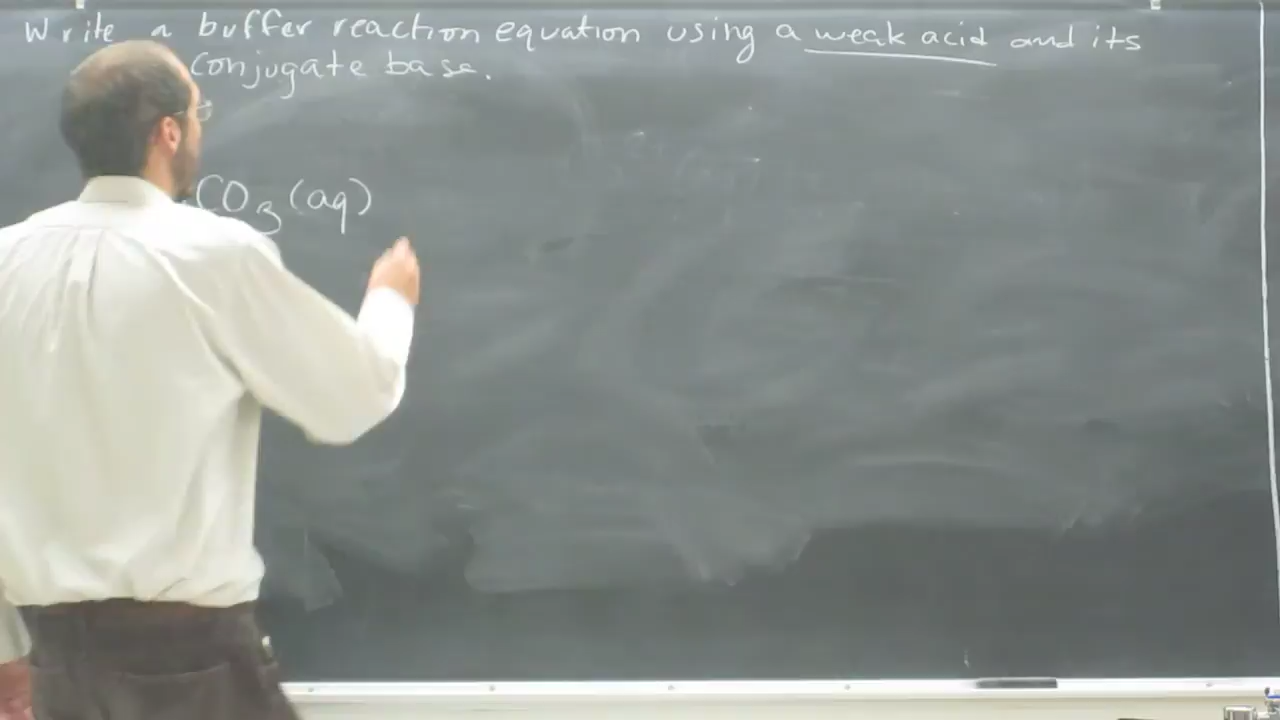 Write a buffer reaction equation using a weak acid and its
conjugate base.
CO₃(aq)